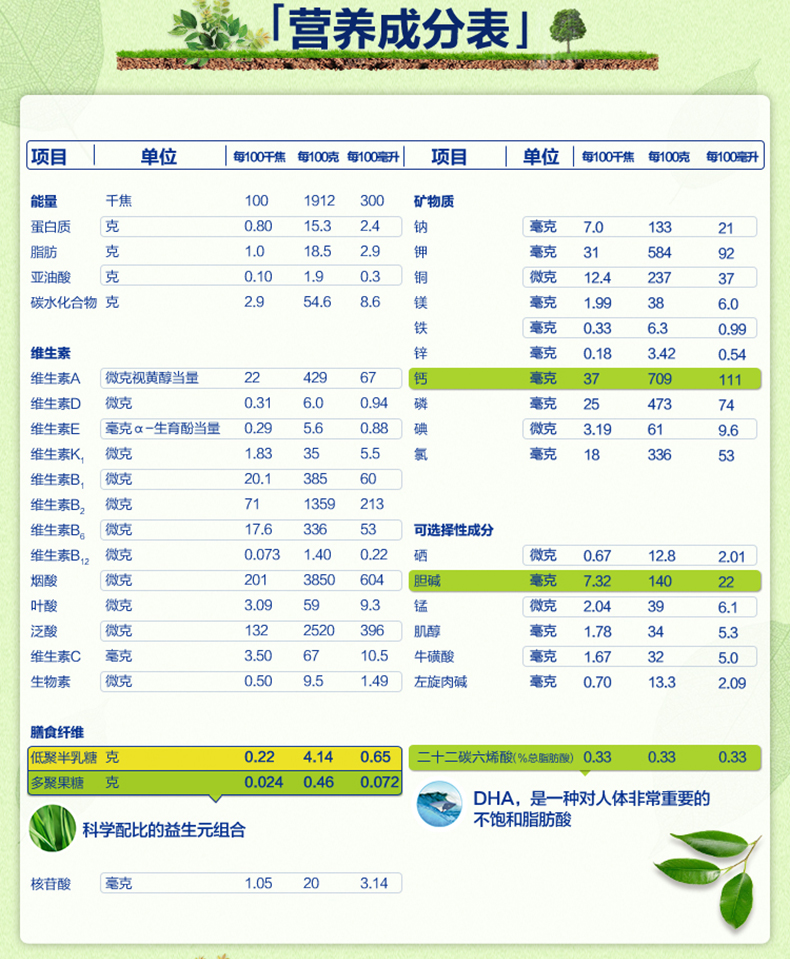 「营养成分表」
项目 单位 每100千焦 每100克 每100毫升 项目 单位 每100千焦 每100克 每100毫升
能量 千焦 100 1912 300
蛋白质 克 0.80 15.3 2.4
脂肪 克 1.0 18.5 2.9
亚油酸 克 0.10 1.9 0.3
碳水化合物 克 2.9 54.6 8.6
维生素
维生素A 微克视黄醇当量 22 429 67
维生素D 微克 0.31 6.0 0.94
维生素E 毫克α-生育酚当量 0.29 5.6 0.88
维生素K1 微克 1.83 35 5.5
维生素B1 微克 20.1 385 60
维生素B2 微克 71 1359 213
维生素B6 微克 17.6 336 53
维生素B12 微克 0.073 1.40 0.22
烟酸 微克 201 3850 604
叶酸 微克 3.09 59 9.3
泛酸 微克 132 2520 396
维生素C 毫克 3.50 67 10.5
生物素 微克 0.50 9.5 1.49
膳食纤维
低聚半乳糖 克 0.22 4.14 0.65
多聚果糖 克 0.024 0.46 0.072
科学配比的益生元组合
核苷酸 毫克 1.05 20 3.14
矿物质
钠 毫克 7.0 133 21
钾 毫克 31 584 92
铜 微克 12.4 237 37
镁 毫克 1.99 38 6.0
铁 毫克 0.33 6.3 0.99
锌 毫克 0.18 3.42 0.54
钙 毫克 37 709 111
磷 毫克 25 473 74
碘 微克 3.19 61 9.6
氯 毫克 18 336 53
可选择性成分
硒 微克 0.67 12.8 2.01
胆碱 毫克 7.32 140 22
锰 微克 2.04 39 6.1
肌醇 毫克 1.78 34 5.3
牛磺酸 毫克 1.67 32 5.0
左旋肉碱 毫克 0.70 13.3 2.09
二十二碳六烯酸(%总脂肪酸) 0.33 0.33 0.33
DHA，是一种对人体非常重要的
不饱和脂肪酸